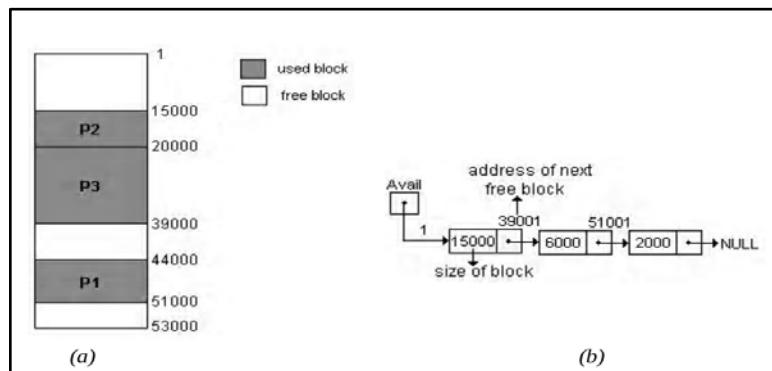 1
used block
free block
15000
P2
20000
P3
39000
44000
P1
51000
53000
(a)
address of next
free block
Avail
1
39001
51001
15000
6000
2000
NULL
size of block
(b)